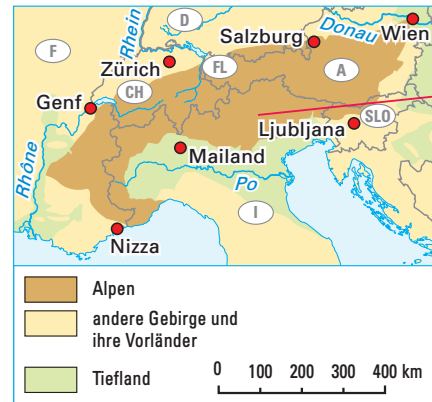 D
Rhein
Salzburg
Donau
Wien
F
Zürich
FL
A
CH
Genf
SLO
Ljubljana
Mailand
Rhône
Po
I
Nizza
Alpen
andere Gebirge und
ihre Vorländer
Tiefland
0 100 200 300 400 km